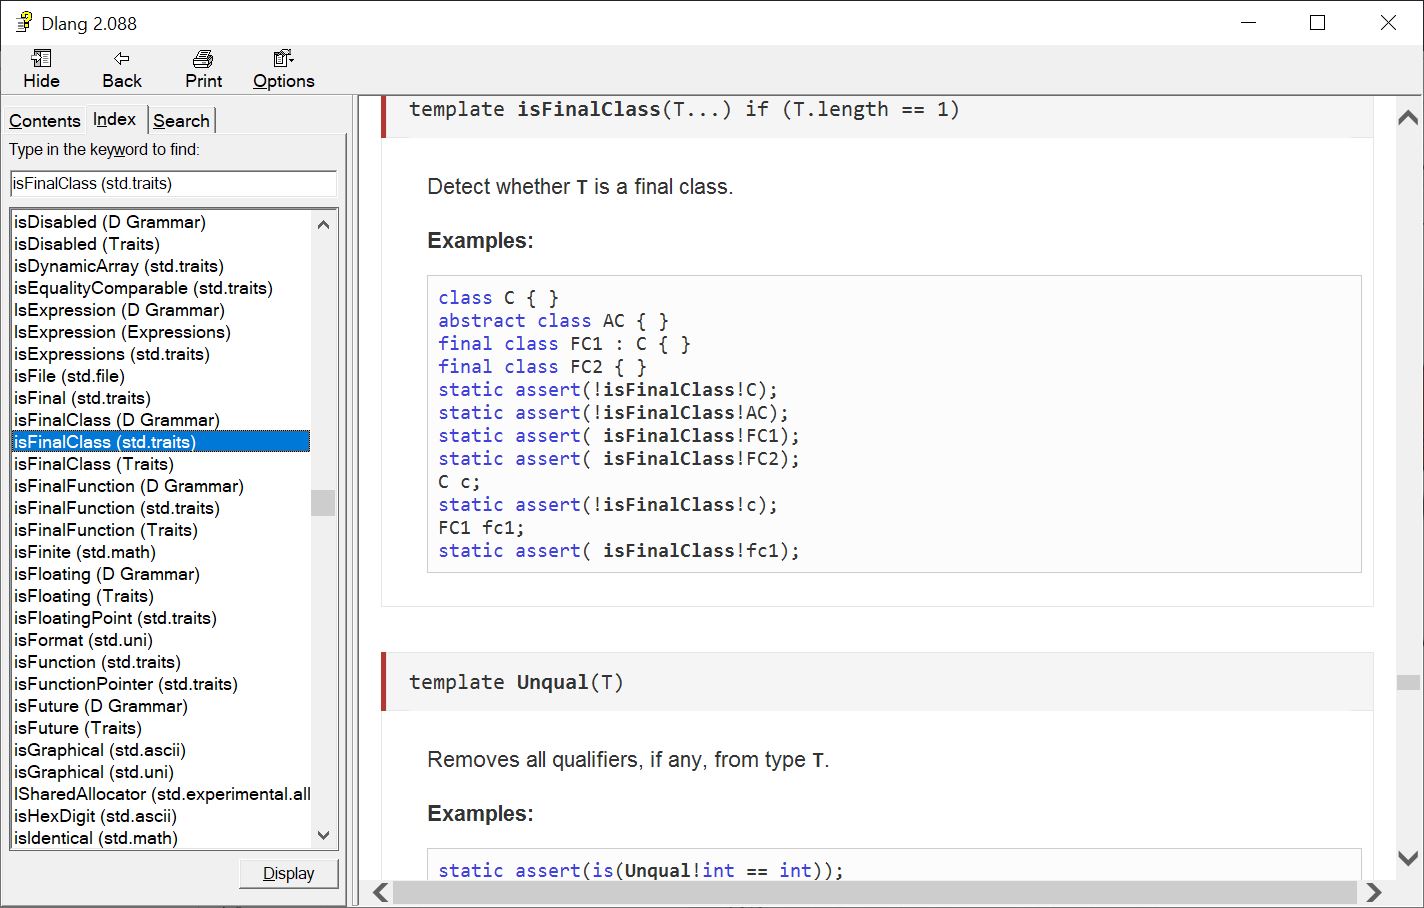 Dlang 2.088
Hide Back Print Options
Contents Index Search
Type in the keyword to find:
isFinalClass (std.traits)
isDisabled (D Grammar)
isDisabled (Traits)
isDynamicArray (std.traits)
isEqualityComparable (std.traits)
IsExpression (D Grammar)
IsExpression (Expressions)
isExpressions (std.traits)
isFile (std.file)
isFinal (std.traits)
isFinalClass (D Grammar)
isFinalClass (std.traits)
isFinalClass (Traits)
isFinalFunction (D Grammar)
isFinalFunction (std.traits)
isFinalFunction (Traits)
isFinite (std.math)
isFloating (D Grammar)
isFloating (Traits)
isFloatingPoint (std.traits)
isFormat (std.uni)
isFunction (std.traits)
isFunctionPointer (std.traits)
isFuture (D Grammar)
isFuture (Traits)
isGraphical (std.ascii)
isGraphical (std.uni)
ISharedAllocator (std.experimental.all
isHexDigit (std.ascii)
isIdentical (std.math)
Display
template isFinalClass(T...) if (T.length == 1)
Detect whether T is a final class.
Examples:
class C { }
abstract class AC { }
final class FC1 : C { }
final class FC2 { }
static assert(!isFinalClass!C);
static assert(!isFinalClass!AC);
static assert( isFinalClass!FC1);
static assert( isFinalClass!FC2);
C c;
static assert(!isFinalClass!c);
FC1 fc1;
static assert( isFinalClass!fc1);
template Unqual(T)
Removes all qualifiers, if any, from type T.
Examples:
static assert(is(Unqual!int == int));